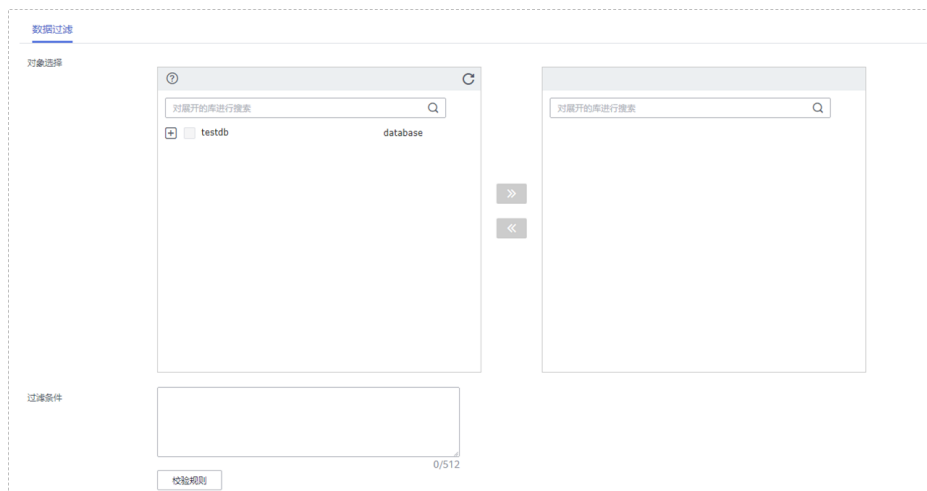 数据过滤
对象选择
对展开的库进行搜索
对展开的库进行搜索
testdb database
过滤条件
0/512
校验规则